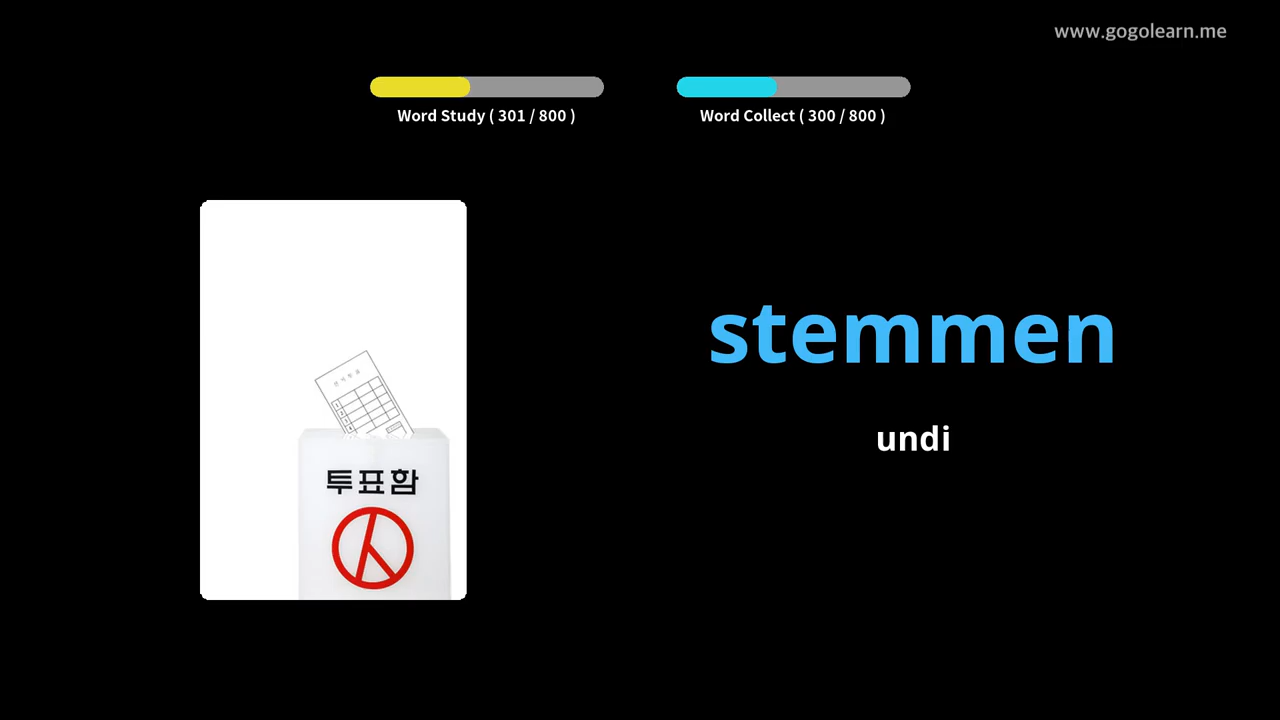 www.gogolearn.me
Word Study ( 301 / 800 )
Word Collect ( 300 / 800 )
stemmen
undi
투표함